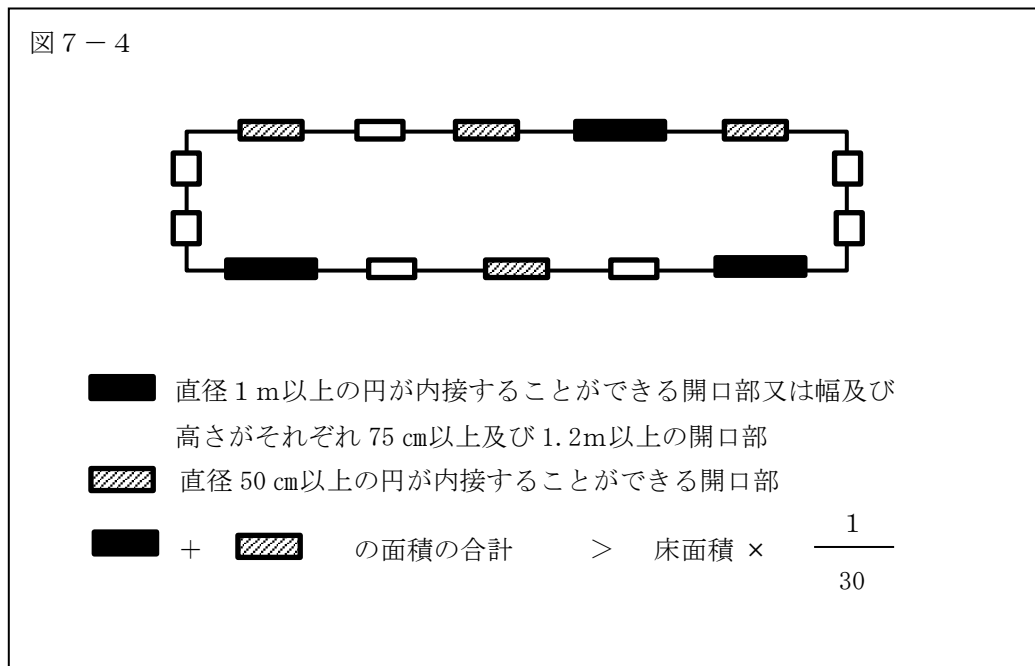 図7-4
直径1m以上の円が内接することができる開口部又は幅及び
高さがそれぞれ 75 ㎝以上及び 1.2m以上の開口部
直径 50 ㎝以上の円が内接することができる開口部
+ の面積の合計 > 床面積 × 1
30